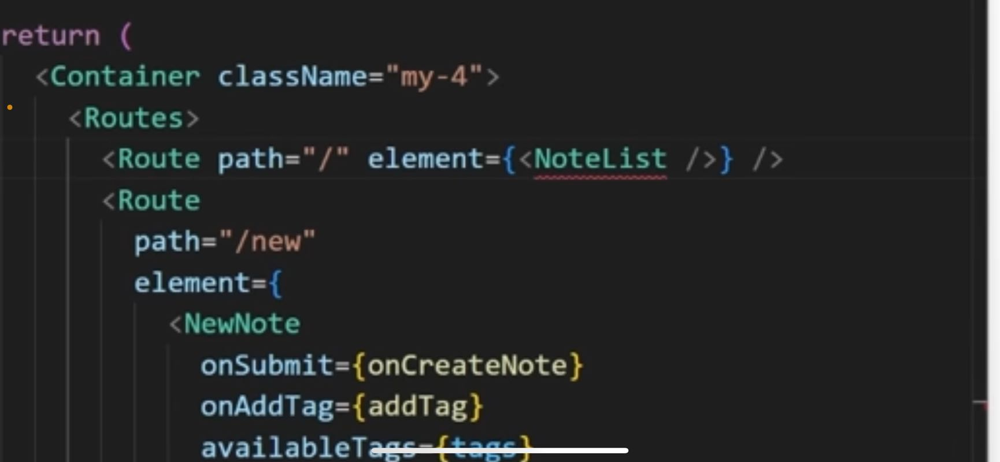 return (
<Container className="my-4">
<Routes>
<Route path="/" element={<NoteList />} />
<Route
path="/new"
element={
<NewNote
onSubmit={onCreateNote}
onAddTag={addTag}
availableTags={tags}